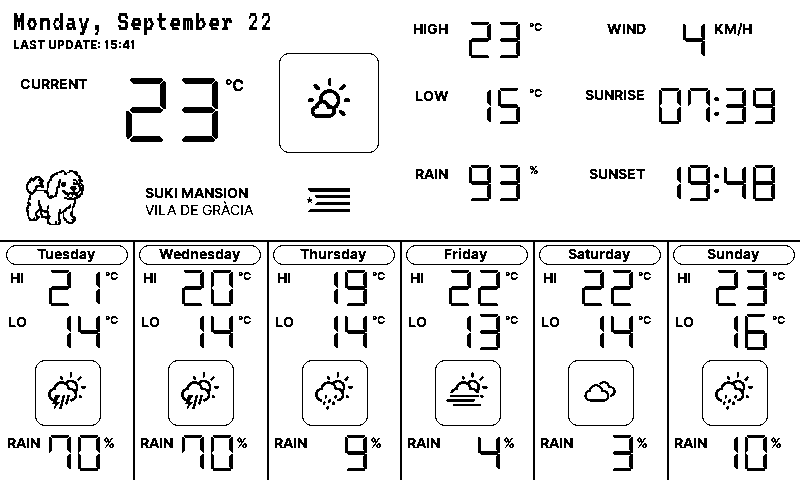 Monday, September 22
LAST UPDATE: 15:41
CURRENT 23 °C
HIGH 23 °C
LOW 15 °C
RAIN 93 %
WIND 4 KM/H
SUNRISE 07:39
SUNSET 19:48
SUKI MANSION
VILA DE GRÀCIA
Tuesday
HI 21 °C
LO 14 °C
RAIN 70 %
Wednesday
HI 20 °C
LO 14 °C
RAIN 70 %
Thursday
HI 19 °C
LO 14 °C
RAIN 9 %
Friday
HI 22 °C
LO 13 °C
RAIN 4 %
Saturday
HI 22 °C
LO 14 °C
RAIN 3 %
Sunday
HI 23 °C
LO 16 °C
RAIN 10 %